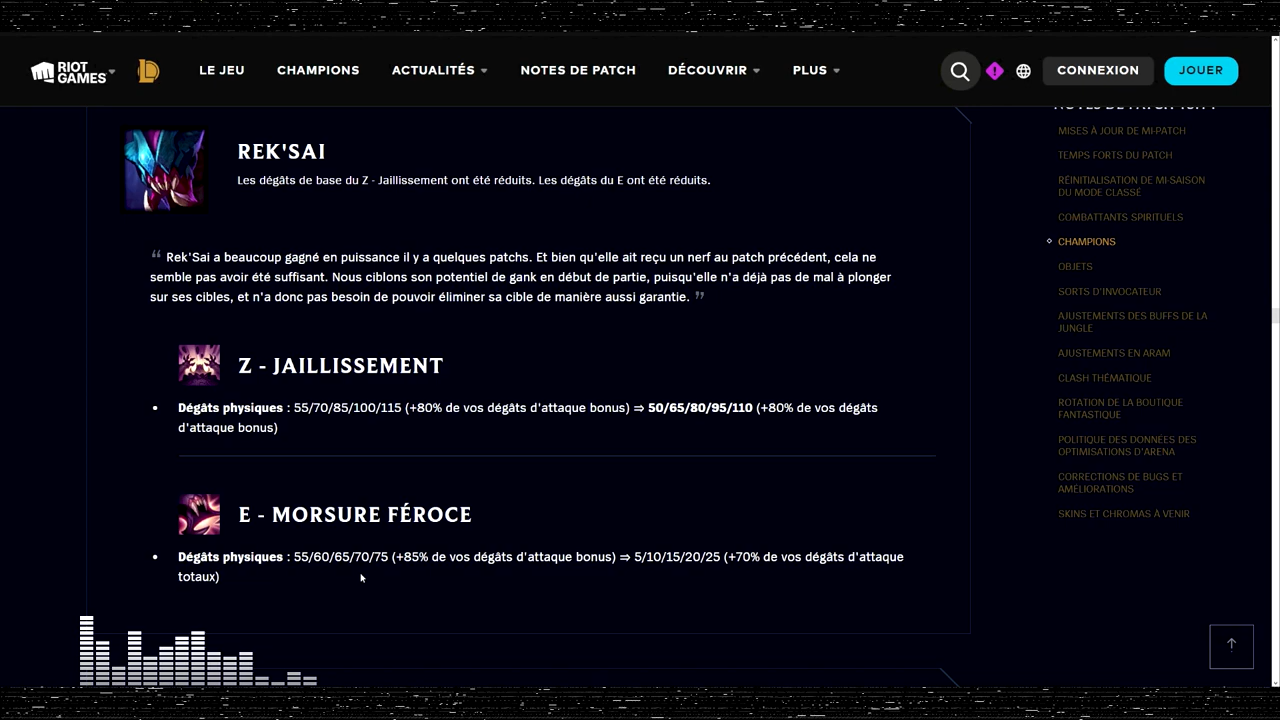 RIOT
GAMES
LE JEU
CHAMPIONS
ACTUALITÉS
NOTES DE PATCH
DÉCOUVRIR
PLUS
CONNEXION
JOUER
REK'SAI
Les dégâts de base du Z - Jaillissement ont été réduits. Les dégâts du E ont été réduits.
“ Rek'Sai a beaucoup gagné en puissance il y a quelques patchs. Et bien qu'elle ait reçu un nerf au patch précédent, cela ne
semble pas avoir été suffisant. Nous ciblons son potentiel de gank en début de partie, puisqu'elle n'a déjà pas de mal à plonger
sur ses cibles, et n'a donc pas besoin de pouvoir éliminer sa cible de manière aussi garantie. ”
Z - JAILLISSEMENT
• Dégâts physiques : 55/70/85/100/115 (+80% de vos dégâts d'attaque bonus) ⇒ 50/65/80/95/110 (+80% de vos dégâts
d'attaque bonus)
E - MORSURE FÉROCE
• Dégâts physiques : 55/60/65/70/75 (+85% de vos dégâts d'attaque bonus) ⇒ 5/10/15/20/25 (+70% de vos dégâts d'attaque
totaux)
MISES À JOUR DE MI-PATCH
TEMPS FORTS DU PATCH
RÉINITIALISATION DE MI-SAISON
DU MODE CLASSÉ
COMBATTANTS SPIRITUELS
CHAMPIONS
OBJETS
SORTS D'INVOCATEUR
AJUSTEMENTS DES BUFFS DE LA
JUNGLE
AJUSTEMENTS EN ARAM
CLASH THÉMATIQUE
ROTATION DE LA BOUTIQUE
FANTASTIQUE
POLITIQUE DES DONNÉES DES
OPTIMISATIONS D'ARENA
CORRECTIONS DE BUGS ET
AMÉLIORATIONS
SKINS ET CHROMAS À VENIR